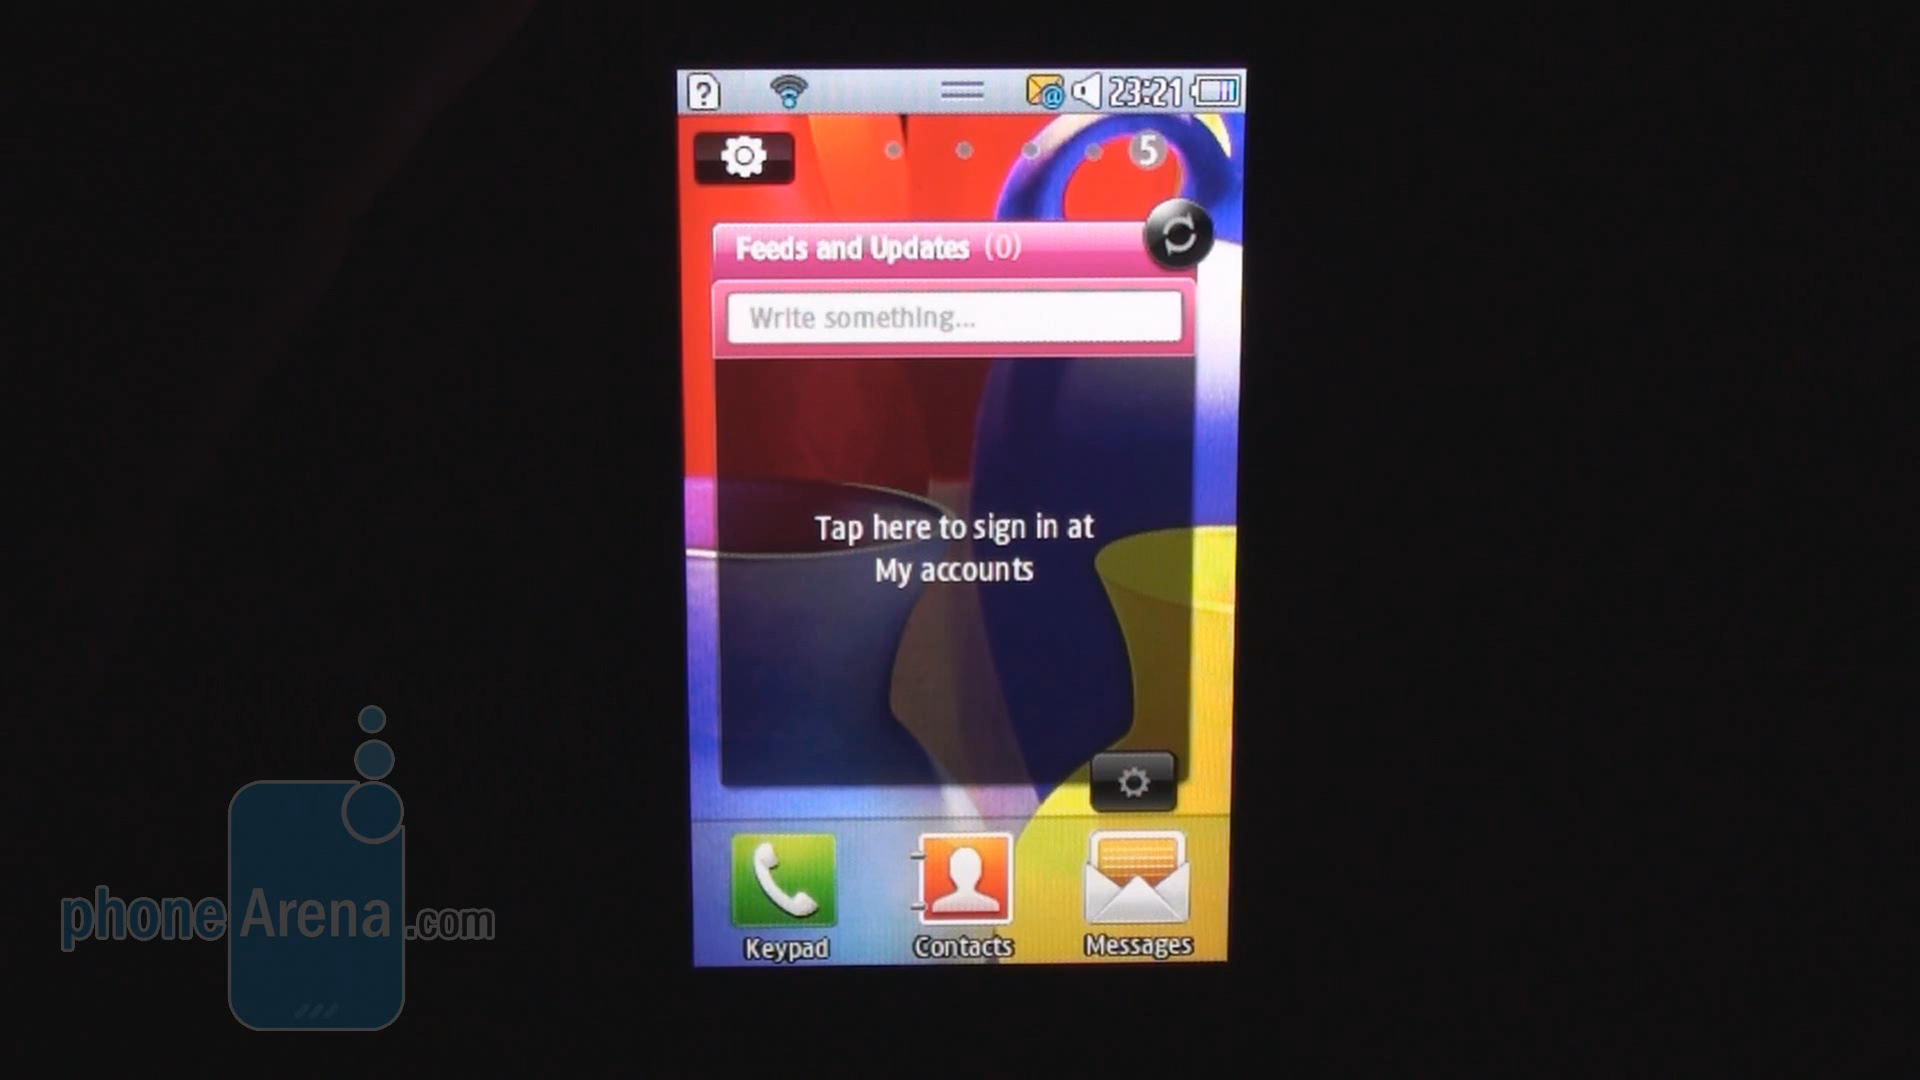 ?
23:21
5
Feeds and Updates (0)
Write something...
Tap here to sign in at
My accounts
Keypad
Contacts
Messages
phoneArena.com